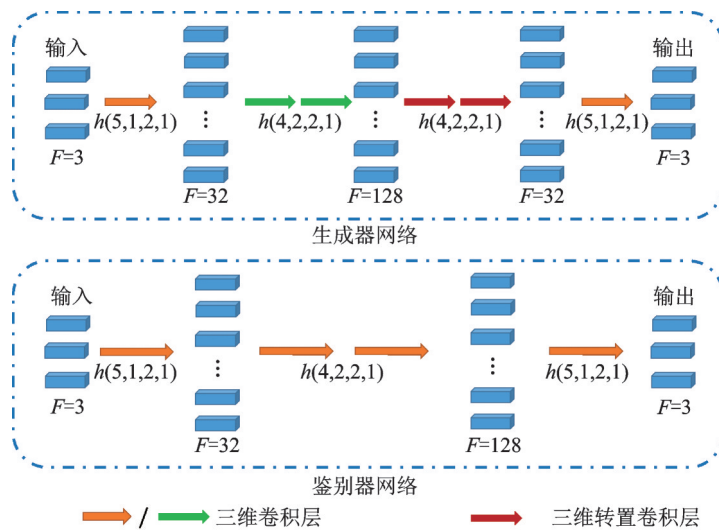 输入
输出
h(5,1,2,1)
h(4,2,2,1)
h(4,2,2,1)
h(5,1,2,1)
F=3
F=32
F=128
F=32
F=3
生成器网络
输入
输出
h(5,1,2,1)
h(4,2,2,1)
h(5,1,2,1)
F=3
F=32
F=128
F=3
鉴别器网络
/ 三维卷积层
三维转置卷积层